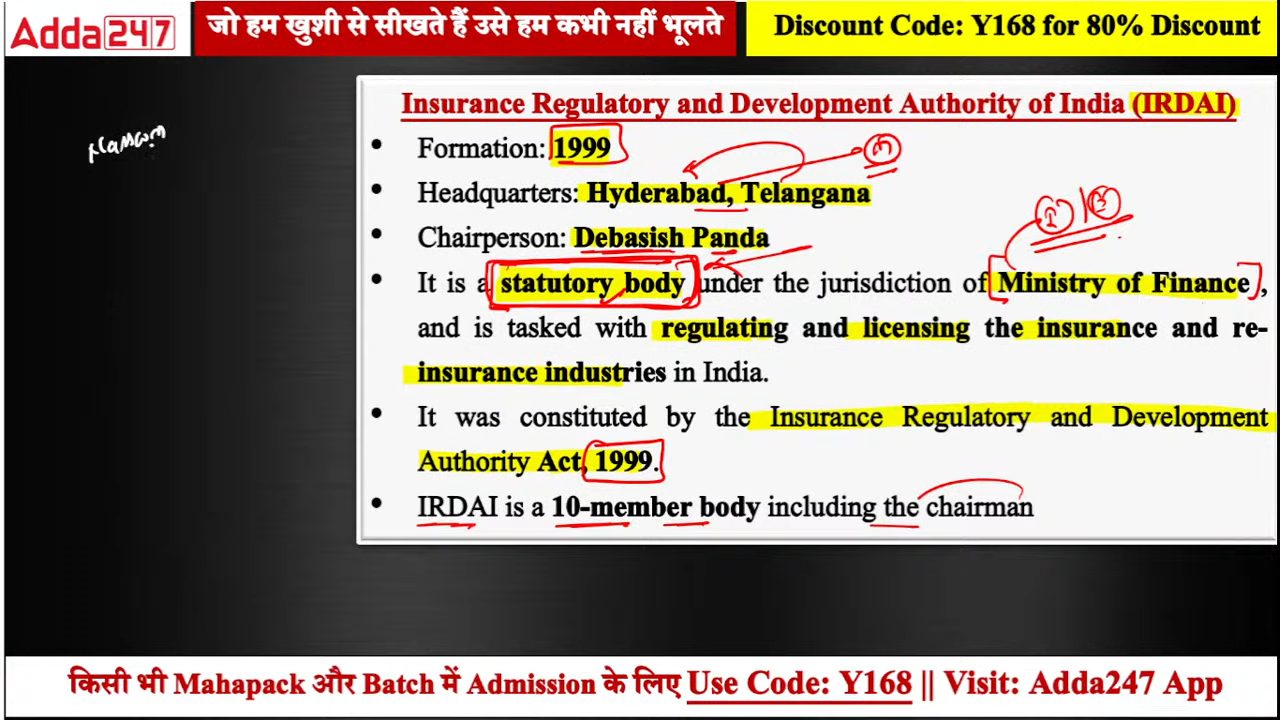 Adda247
जो हम खुशी से सीखते हैं उसे हम कभी नहीं भूलते
Discount Code: Y168 for 80% Discount
Insurance Regulatory and Development Authority of India (IRDAI)
• Formation: 1999
• Headquarters: Hyderabad, Telangana
• Chairperson: Debasish Panda
• It is a statutory body under the jurisdiction of Ministry of Finance,
and is tasked with regulating and licensing the insurance and re-
insurance industries in India.
• It was constituted by the Insurance Regulatory and Development
Authority Act, 1999.
• IRDAI is a 10-member body including the chairman
किसी भी Mahapack और Batch में Admission के लिए Use Code: Y168 || Visit: Adda247 App